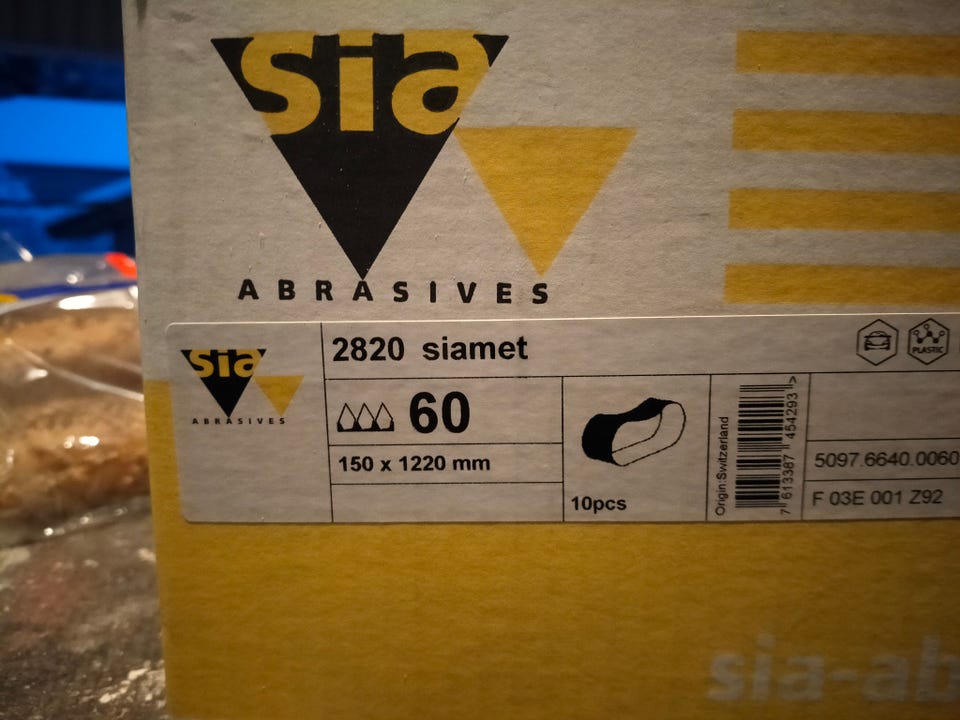 sia
ABRASIVES
sia
ABRASIVES
2820 siamet
PLASTIC
60
150 x 1220 mm
10pcs
Origin:Switzerland
7 613387 454293 >
5097.6640.0060
F 03E 001 Z92
sia-ab